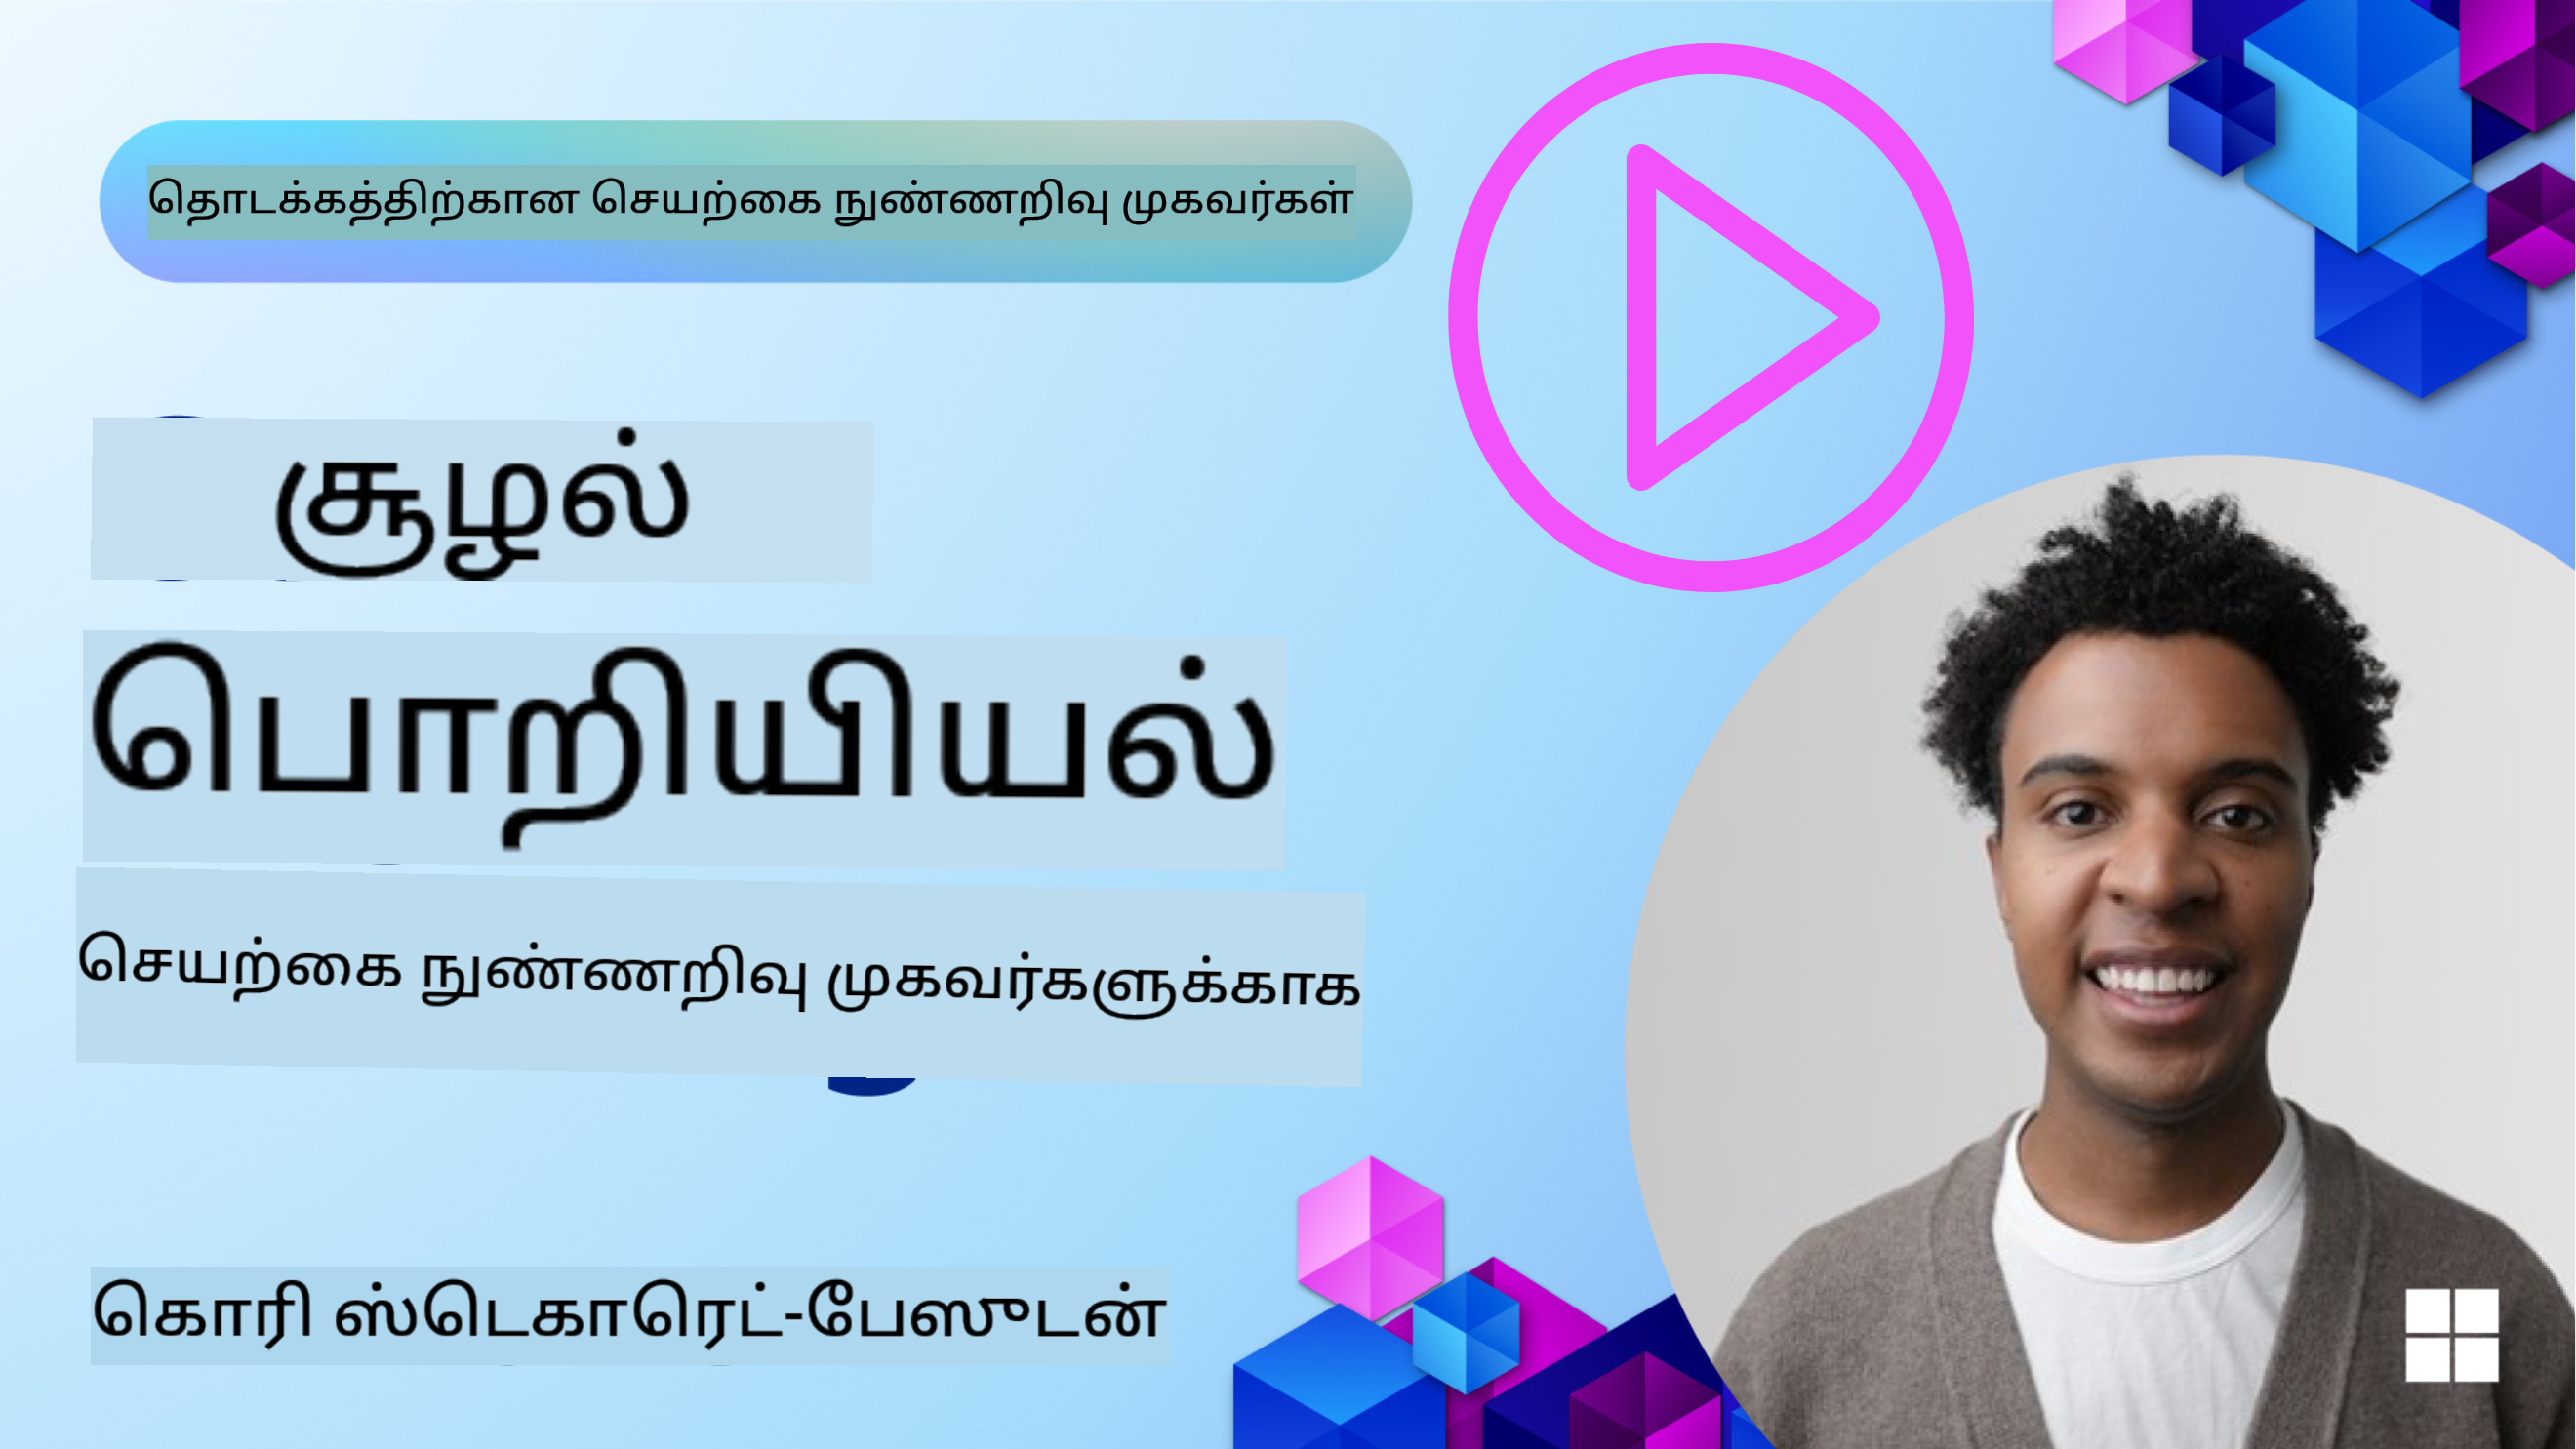 தொடக்கத்திற்கான செயற்கை நுண்ணறிவு முகவர்கள்
சூழல்
பொறியியல்
செயற்கை நுண்ணறிவு முகவர்களுக்காக
கொரி ஸ்டெகாரெட்-பேஸுடன்